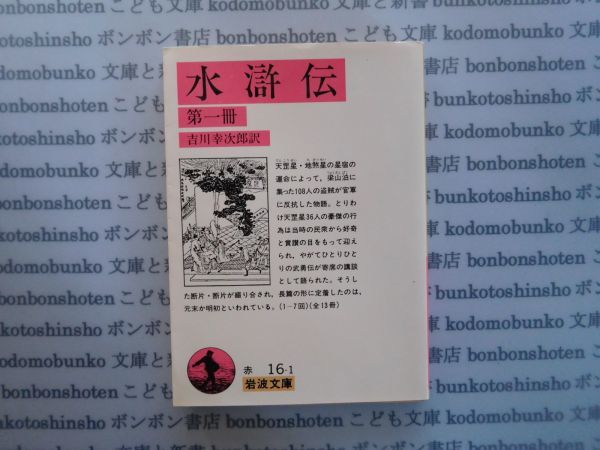 水滸伝
第一冊
吉川幸次郎訳
天罡星・地煞星の星宿の
運命によって,梁山泊に
集った108人の盗賊が官軍
に反抗した物語。とりわ
け天罡星36人の豪傑の行
為は当時の民衆から好奇
と賞讃の目をもって迎え
られ,やがてひとりひと
りの武勇伝が寄席の講談
として語られた。そうし
た断片・断片が綴り合され,長篇の形に定着したのは,
元末か明初といわれている。(1−7回)(全13冊)
赤 16-1
岩波文庫
kodomobunko 文庫と新書 bunkotoshinsho ボンボン書店 bonbonshoten こども文庫